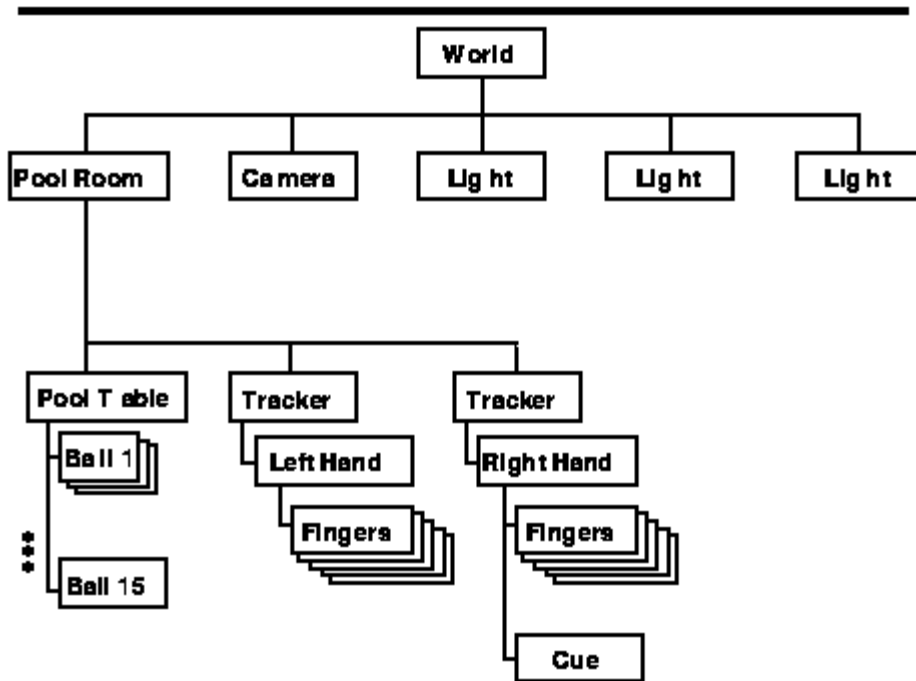 World
Pool Room
Camera
Light
Light
Light
Pool Table
Tracker
Tracker
Ball 1
Left Hand
Right Hand
Fingers
Fingers
Ball 15
Cue